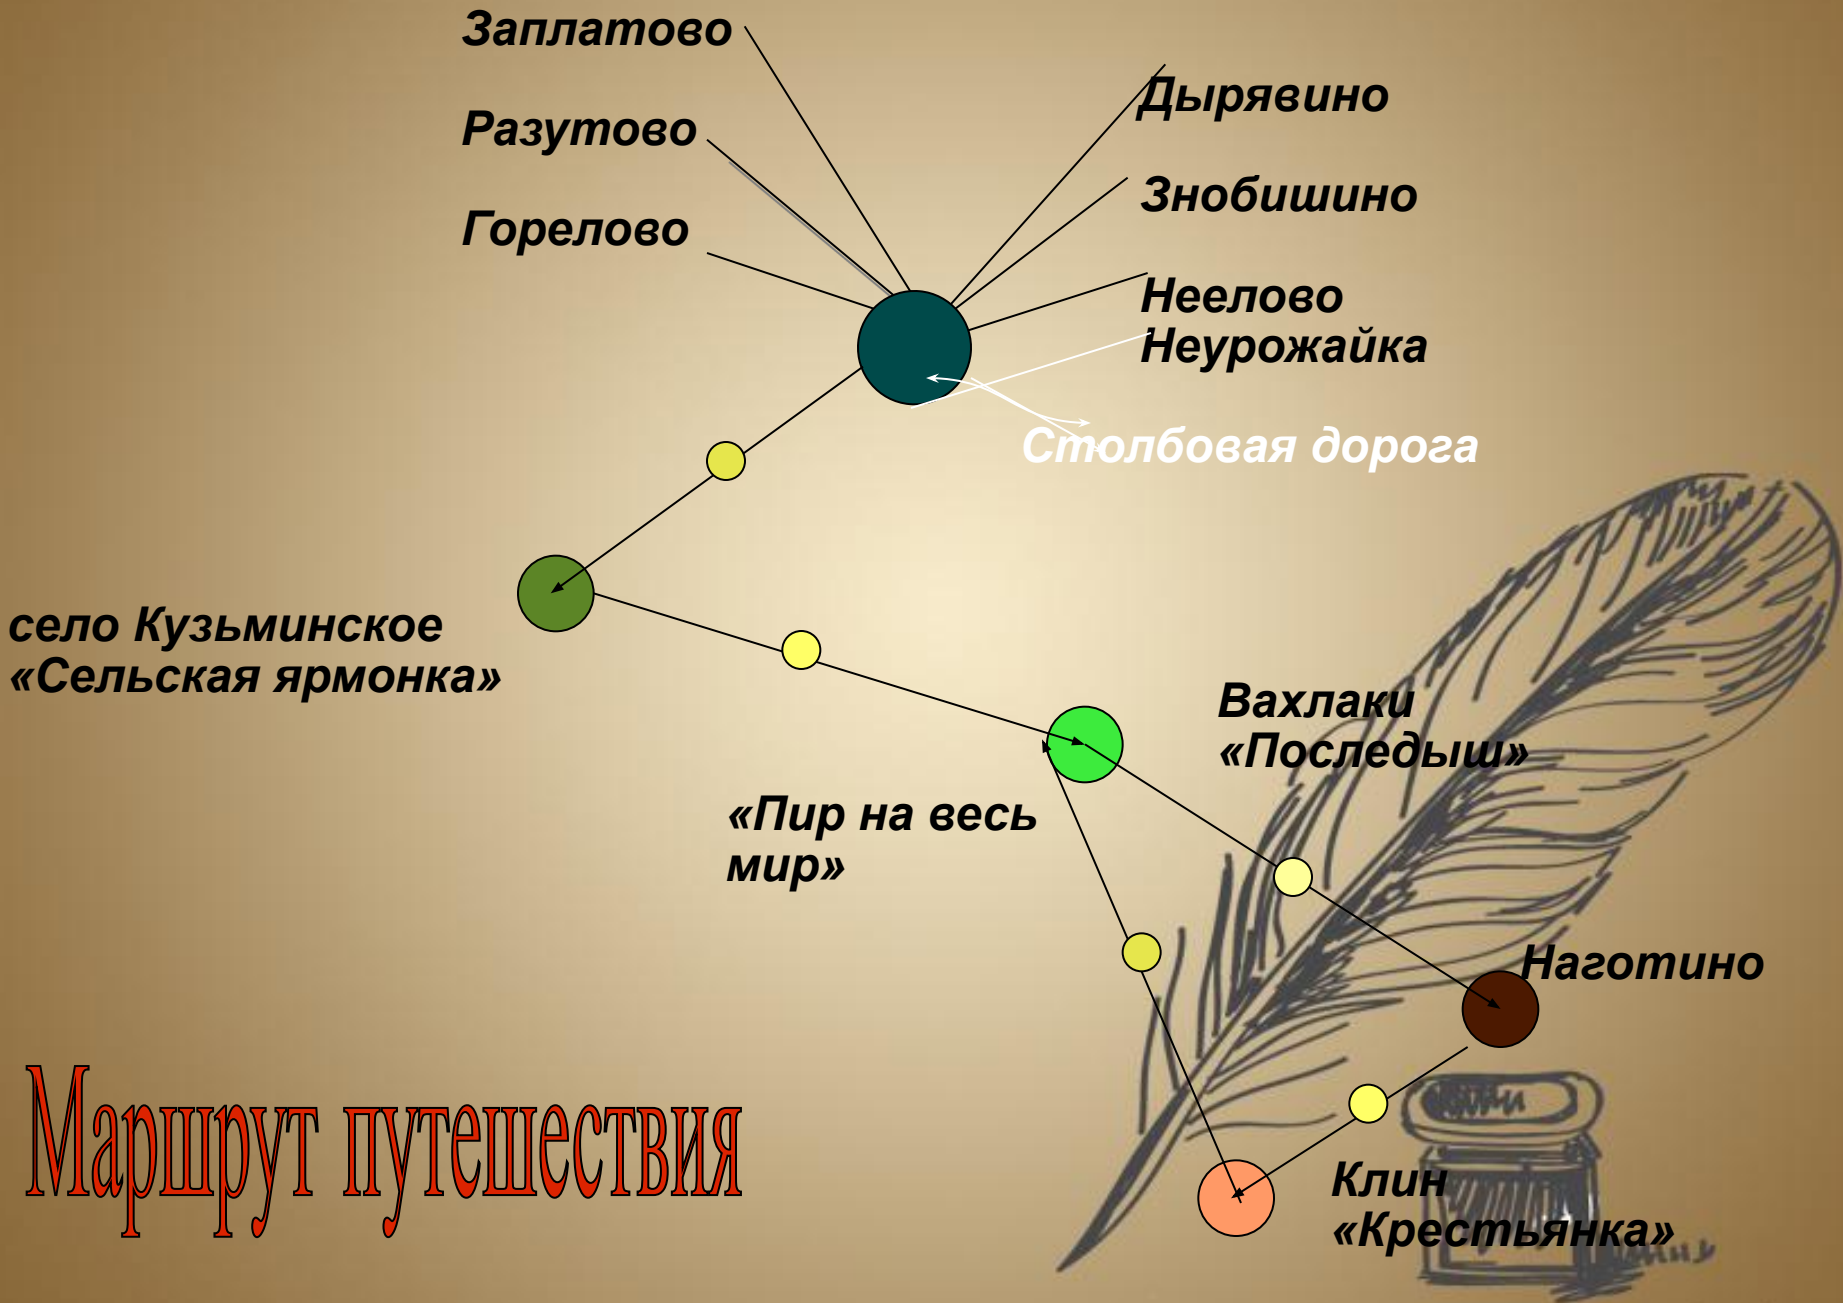 Заплатово
Разутово
Горелово
Дырявино
Знобишино
Неелово
Неурожайка
Столбовая дорога
село Кузьминское
«Сельская ярмонка»
Вахлаки
«Последыш»
«Пир на весь
мир»
Наготино
Клин
«Крестьянка»
Маршрут путешествия